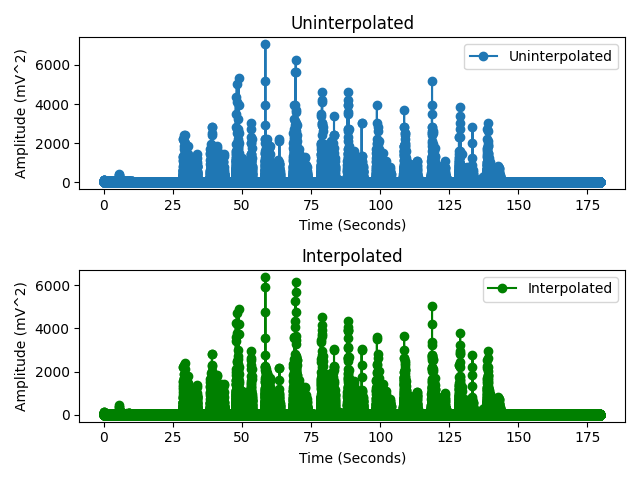 Uninterpolated
Amplitude (mV^2)
6000
4000
2000
0
Uninterpolated
0 25 50 75 100 125 150 175
Time (Seconds)
Interpolated
Amplitude (mV^2)
6000
4000
2000
0
Interpolated
0 25 50 75 100 125 150 175
Time (Seconds)